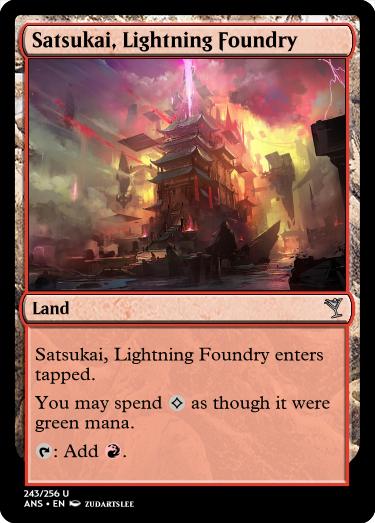 Satsukai, Lightning Foundry
Land
Satsukai, Lightning Foundry enters
tapped.
You may spend as though it were
green mana.
: Add .
243/256 U
ANS • EN ZUDARTSLEE